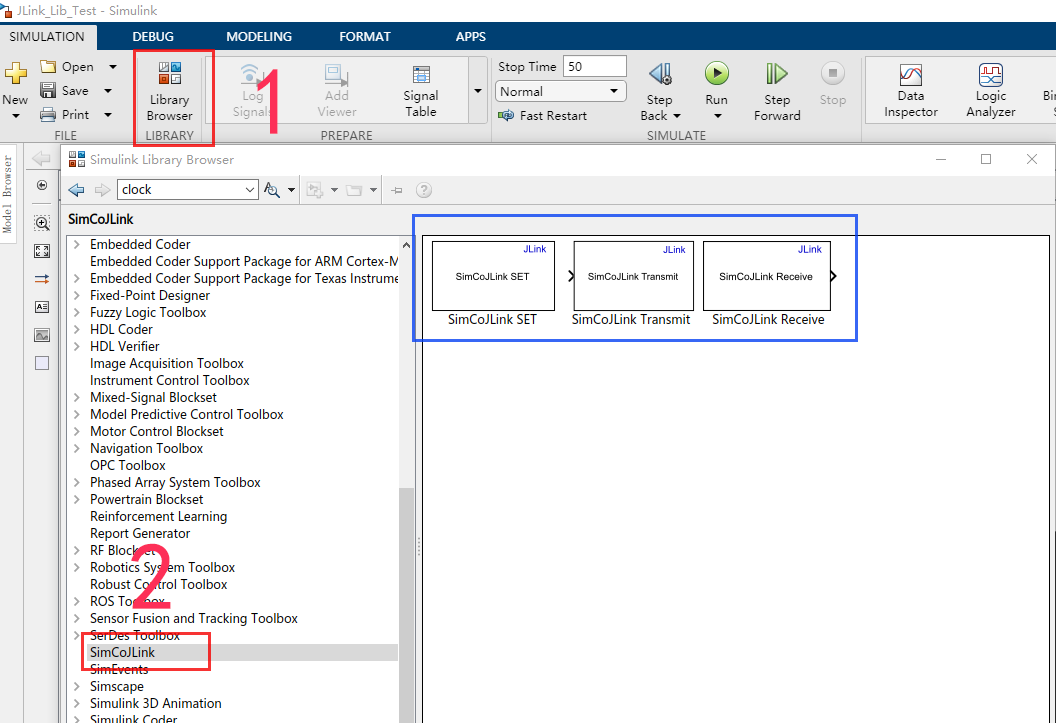 JLink_Lib_Test - Simulink
SIMULATION DEBUG MODELING FORMAT APPS
New
Open
Save
Print
FILE
Library Browser
LIBRARY
1
Log Signals
Add Viewer
Signal Table
PREPARE
Stop Time 50
Normal
Fast Restart
Step Back
Run
Step Forward
Stop
SIMULATE
Data Inspector
Logic Analyzer
Model Browser
Simulink Library Browser
clock
SimCoJLink
Embedded Coder
Embedded Coder Support Package for ARM Cortex-M
Embedded Coder Support Package for Texas Instrume
Fixed-Point Designer
Fuzzy Logic Toolbox
HDL Coder
HDL Verifier
Image Acquisition Toolbox
Instrument Control Toolbox
Mixed-Signal Blockset
Model Predictive Control Toolbox
Motor Control Blockset
Navigation Toolbox
OPC Toolbox
Phased Array System Toolbox
Powertrain Blockset
Reinforcement Learning
Report Generator
RF Blockset
Robotics System Toolbox
Robust Control Toolbox
ROS Toolbox
Sensor Fusion and Tracking Toolbox
SerDes Toolbox
SimCoJLink
SimEvents
Simscape
Simulink 3D Animation
Simulink Coder
2
JLink
SimCoJLink SET
SimCoJLink SET
JLink
SimCoJLink Transmit
SimCoJLink Transmit
JLink
SimCoJLink Receive
SimCoJLink Receive